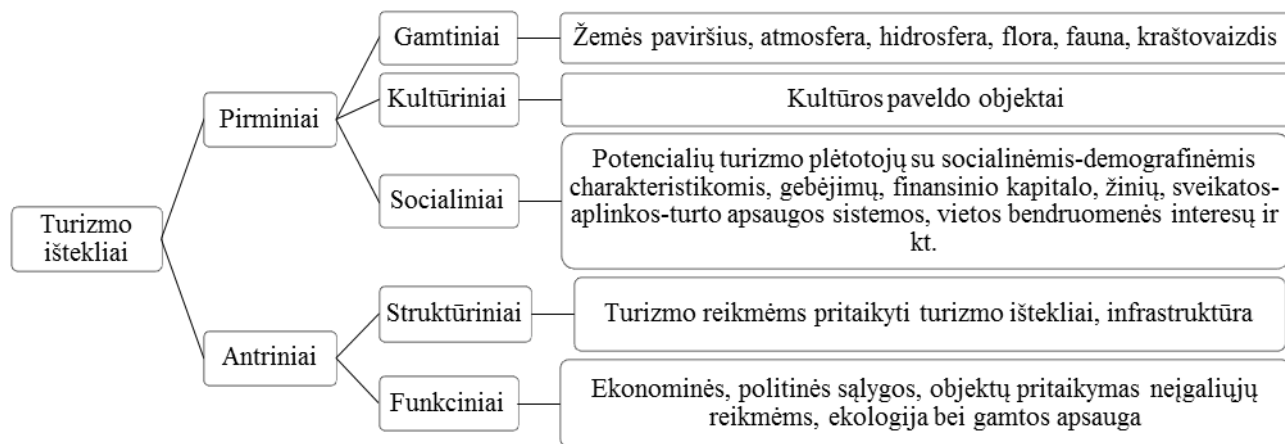 Turizmo
ištekliai
Pirminiai
Gamtiniai
Žemės paviršius, atmosfera, hidrosfera, flora, fauna, kraštovaizdis
Kultūriniai
Kultūros paveldo objektai
Socialiniai
Potencialių turizmo plėtotojų su socialinėmis-demografinėmis
charakteristikomis, gebėjimų, finansinio kapitalo, žinių, sveikatos-
aplinkos-turto apsaugos sistemos, vietos bendruomenės interesų ir
kt.
Antriniai
Struktūriniai
Turizmo reikmėms pritaikyti turizmo ištekliai, infrastruktūra
Funkciniai
Ekonominės, politinės sąlygos, objektų pritaikymas neįgaliųjų
reikmėms, ekologija bei gamtos apsauga